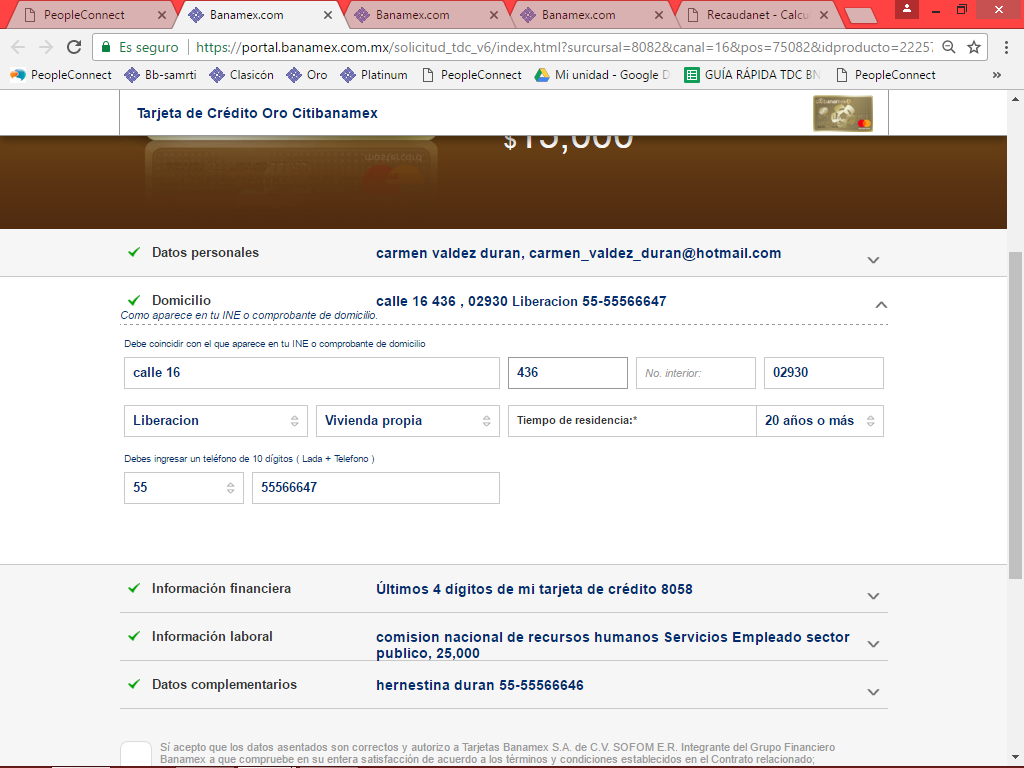 PeopleConnect
Banamex.com
Banamex.com
Banamex.com
Recaudanet - Calcu
Es seguro
https://portal.banamex.com.mx/solicitud_tdc_v6/index.html?sursursal=8082&canal=16&pos=75082&idproducto=22257
PeopleConnect
Bb-samrti
Clasicón
Oro
Platinum
PeopleConnect
Mi unidad - Google D
GUÍA RÁPIDA TDC BN
PeopleConnect
»
Tarjeta de Crédito Oro Citibanamex
$15,000
Datos personales
carmen valdez duran, carmen_valdez_duran@hotmail.com
Domicilio
calle 16 436 , 02930 Liberacion 55-55566647
Como aparece en tu INE o comprobante de domicilio.
Debe coincidir con el que aparece en tu INE o comprobante de domicilio
calle 16
436
No. interior:
02930
Liberacion
Vivienda propia
Tiempo de residencia:*
20 años o más
Debes ingresar un teléfono de 10 dígitos ( Lada + Telefono )
55
55566647
Información financiera
Últimos 4 dígitos de mi tarjeta de crédito 8058
Información laboral
comision nacional de recursos humanos Servicios Empleado sector
publico, 25,000
Datos complementarios
hernestina duran 55-55566646
Sí acepto que los datos asentados son correctos y autorizo a Tarjetas Banamex S.A. de C.V. SOFOM E.R. Integrante del Grupo Financiero
Banamex a que compruebe en su entera satisfacción de acuerdo a los términos y condiciones establecidos en el Contrato relacionado;